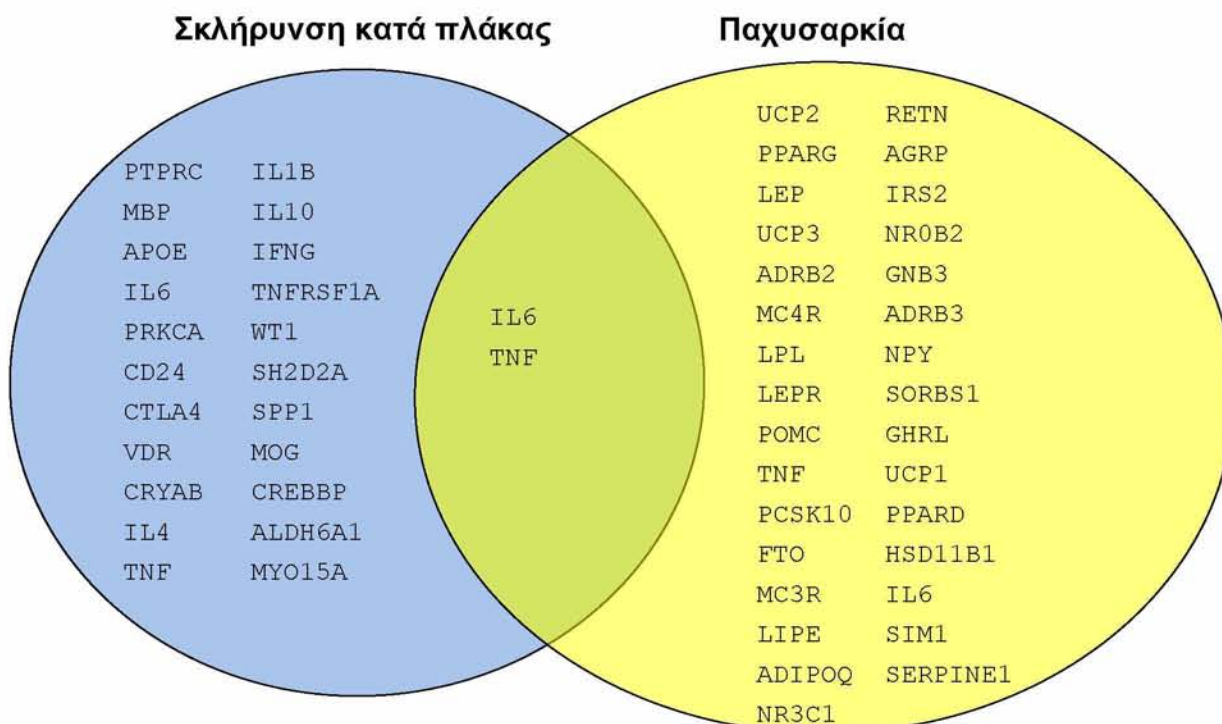 Σκλήρυνση κατά πλάκας
Παχυσαρκία
PTPRC IL1B
MBP IL10
APOE IFNG
IL6 TNFRSF1A
PRKCA WT1
CD24 SH2D2A
CTLA4 SPP1
VDR MOG
CRYAB CREBBP
IL4 ALDH6A1
TNF MYO15A
IL6
TNF
UCP2 RETN
PPARG AGRP
LEP IRS2
UCP3 NR0B2
ADRB2 GNB3
MC4R ADRB3
LPL NPY
LEPR SORBS1
POMC GHRL
TNF UCP1
PCSK10 PPARD
FTO HSD11B1
MC3R IL6
LIPE SIM1
ADIPOQ SERPINE1
NR3C1